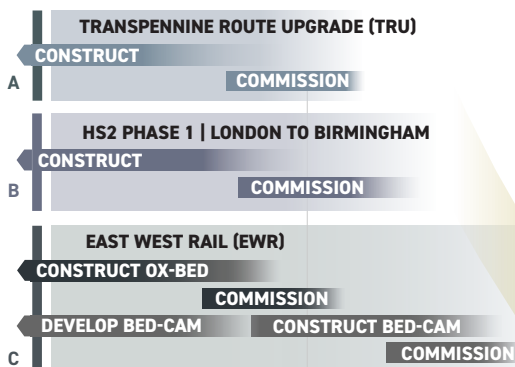 TRANSPENNINE ROUTE UPGRADE (TRU)
CONSTRUCT
A
COMMISSION
HS2 PHASE 1 | LONDON TO BIRMINGHAM
CONSTRUCT
B
COMMISSION
EAST WEST RAIL (EWR)
CONSTRUCT OX-BED
COMMISSION
DEVELOP BED-CAM
CONSTRUCT BED-CAM
C
COMMISSION